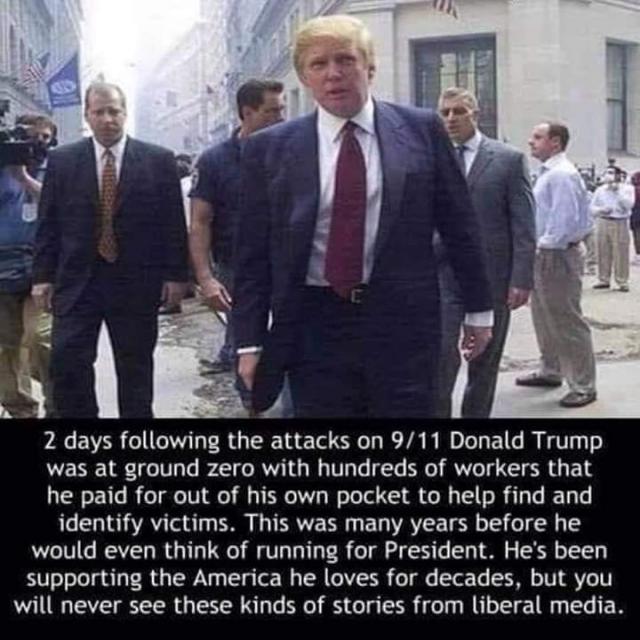 2 days following the attacks on 9/11 Donald Trump
was at ground zero with hundreds of workers that
he paid for out of his own pocket to help find and
identify victims. This was many years before he
would even think of running for President. He's been
supporting the America he loves for decades, but you
will never see these kinds of stories from liberal media.